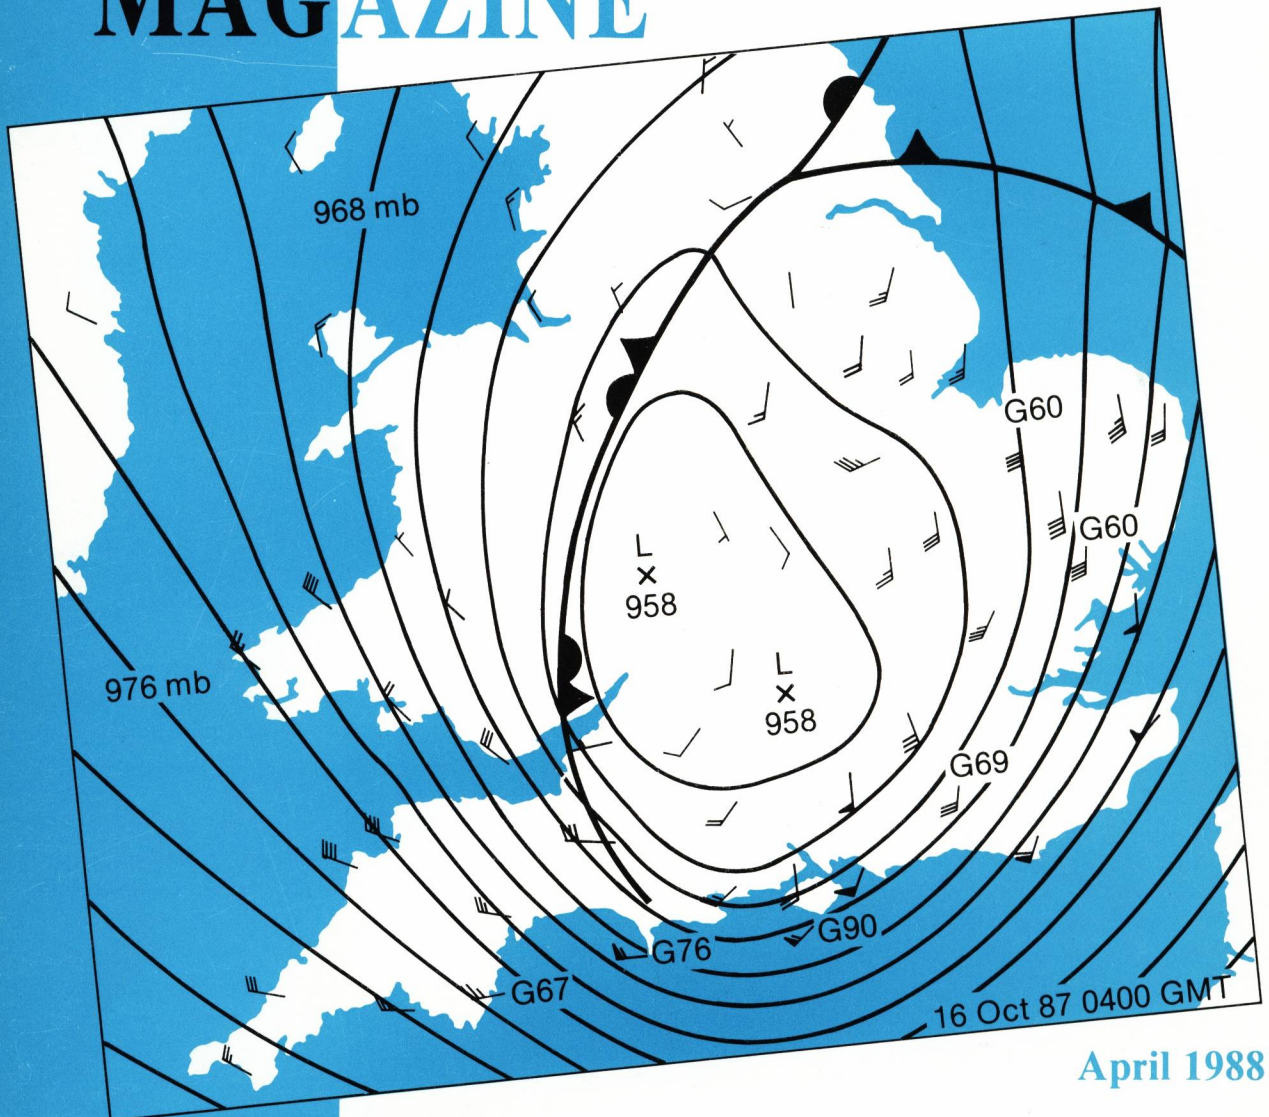 MAGAZINE
968 mb
G60
G60
L
958
L
958
976 mb
G69
G90
G76
G67
16 Oct 87 0400 GMT
April 1988